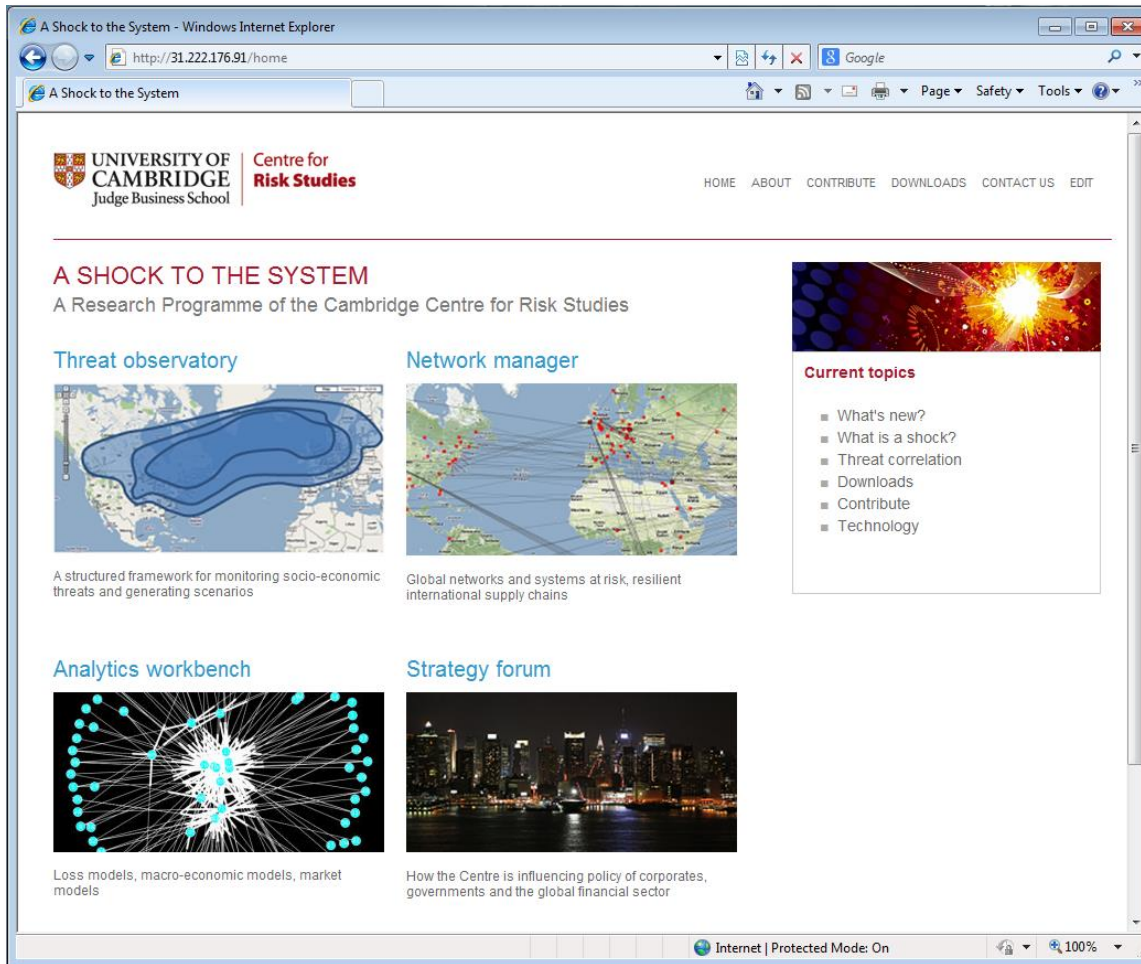 A Shock to the System - Windows Internet Explorer
http://31.222.176.91/home
Google
A Shock to the System
Page Safety Tools
UNIVERSITY OF
CAMBRIDGE
Judge Business School
Centre for
Risk Studies
HOME ABOUT CONTRIBUTE DOWNLOADS CONTACT US EDIT
A SHOCK TO THE SYSTEM
A Research Programme of the Cambridge Centre for Risk Studies
Threat observatory
Network manager
A structured framework for monitoring socio-economic
threats and generating scenarios
Global networks and systems at risk, resilient
international supply chains
Current topics
What's new?
What is a shock?
Threat correlation
Downloads
Contribute
Technology
Analytics workbench
Strategy forum
Loss models, macro-economic models, market
models
How the Centre is influencing policy of corporates,
governments and the global financial sector
Internet | Protected Mode: On
100%